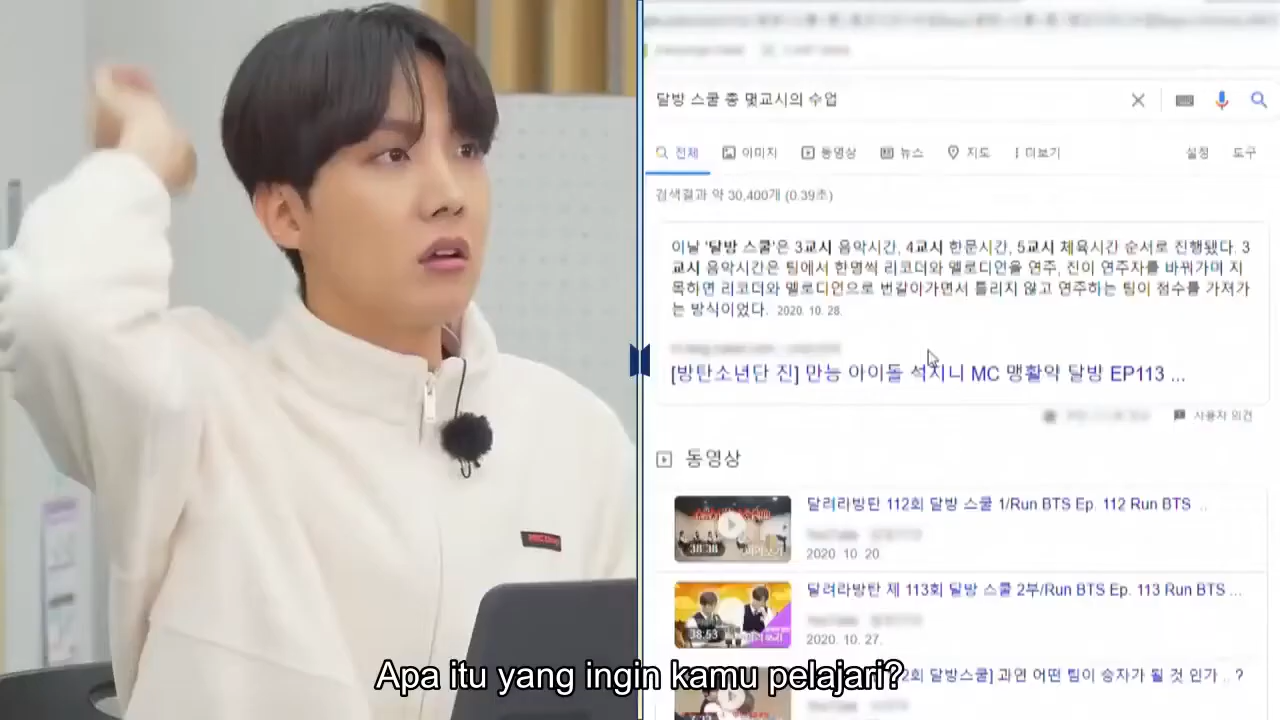 달방 스쿨 총 몇교시의 수업
전체 이미지 동영상 뉴스 지도 더보기 설정 도구
검색결과 약 30,400개 (0.39초)
이날 '달방 스쿨'은 3교시 음악시간, 4교시 한문시간, 5교시 체육시간 순서로 진행됐다. 3
교시 음악시간은 팀에서 한명씩 리코더와 멜로디언을 연주, 진이 연주자를 바꿔가며 지
목하면 리코더와 멜로디언으로 번갈아가면서 틀리지 않고 연주하는 팀이 점수를 가져가
는 방식이었다. 2020. 10. 28.
[방탄소년단 진] 만능 아이돌 석지니 MC 맹활약 달방 EP113 ...
사용자 의견
동영상
달려라방탄 112회 달방 스쿨 1/Run BTS Ep. 112 Run BTS ..
38:38
2020. 10. 20
달려라방탄 제 113회 달방 스쿨 2부/Run BTS Ep. 113 Run BTS ...
38:53
2020. 10. 27.
2회 달방스쿨] 과연 어떤 팀이 승자가 될 것 인가 .. ?
Apa itu yang ingin kamu pelajari?